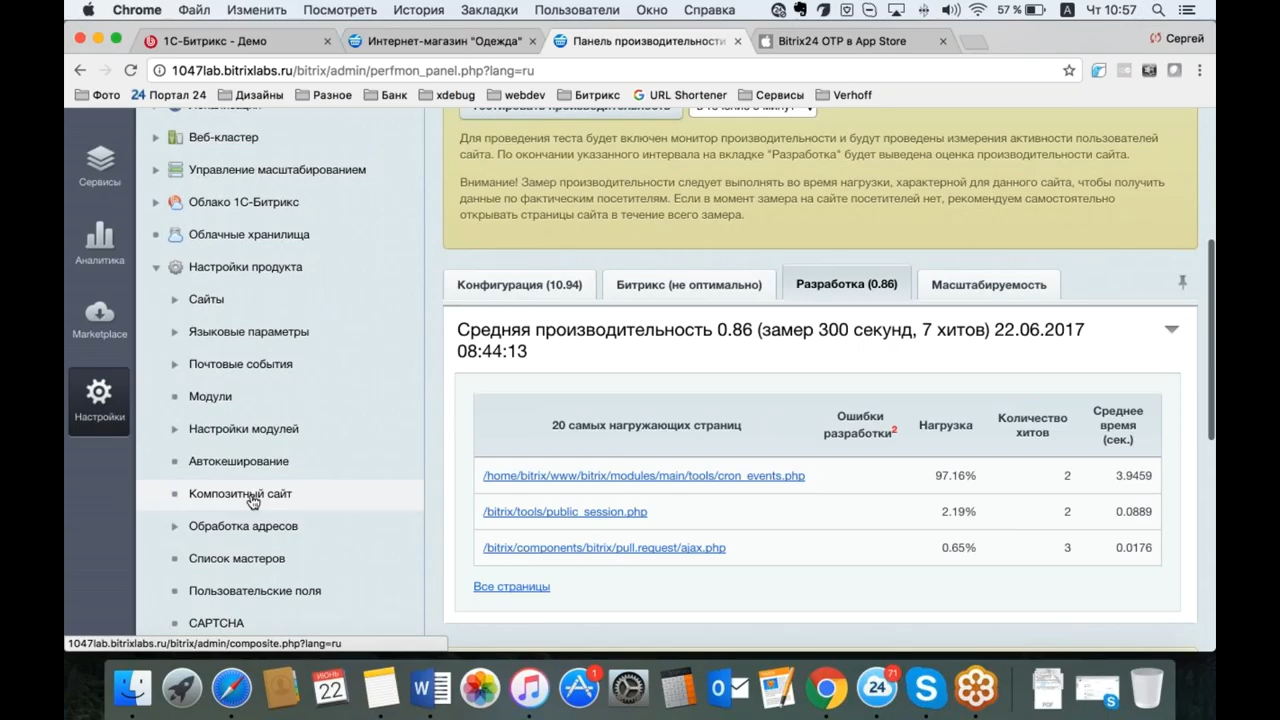 Chrome Файл Изменить Посмотреть История Закладки Пользователи Окно Справка 57 % A Чт 10:57
1С-Битрикс - Демо Интернет-магазин "Одежда" Панель производительности Bitrix24 OTP в App Store Сергей
1047lab.bitrixlabs.ru/bitrix/admin/perfmon_panel.php?lang=ru
Фото 24 Портал 24 Дизайны Разное Банк xdebug webdev Битрикс URL Shortener Сервисы Verhoff
Сервисы
Аналитика
Marketplace
Настройки
Веб-кластер
Управление масштабированием
Облако 1С-Битрикс
Облачные хранилища
Настройки продукта
Сайты
Языковые параметры
Почтовые события
Модули
Настройки модулей
Автокеширование
Композитный сайт
Обработка адресов
Список мастеров
Пользовательские поля
CAPTCHA
Для проведения теста будет включен монитор производительности и будут проведены измерения активности пользователей
сайта. По окончании указанного интервала на вкладке "Разработка" будет выведена оценка производительности сайта.
Внимание! Замер производительности следует выполнять во время нагрузки, характерной для данного сайта, чтобы получить
данные по фактическим посетителям. Если в момент замера на сайте посетителей нет, рекомендуем самостоятельно
открывать страницы сайта в течение всего замера.
Конфигурация (10.94) Битрикс (не оптимально) Разработка (0.86) Масштабируемость
Средняя производительность 0.86 (замер 300 секунд, 7 хитов) 22.06.2017
08:44:13
20 самых нагружающих страниц Ошибки разработки2 Нагрузка Количество хитов Среднее время (сек.)
/home/bitrix/www/bitrix/modules/main/tools/cron_events.php 97.16% 2 3.9459
/bitrix/tools/public_session.php 2.19% 2 0.0889
/bitrix/components/bitrix/pull.request/ajax.php 0.65% 3 0.0176
Все страницы
1047lab.bitrixlabs.ru/bitrix/admin/composite.php?lang=ru
ИЮНЬ
22
1
24
71
PDF